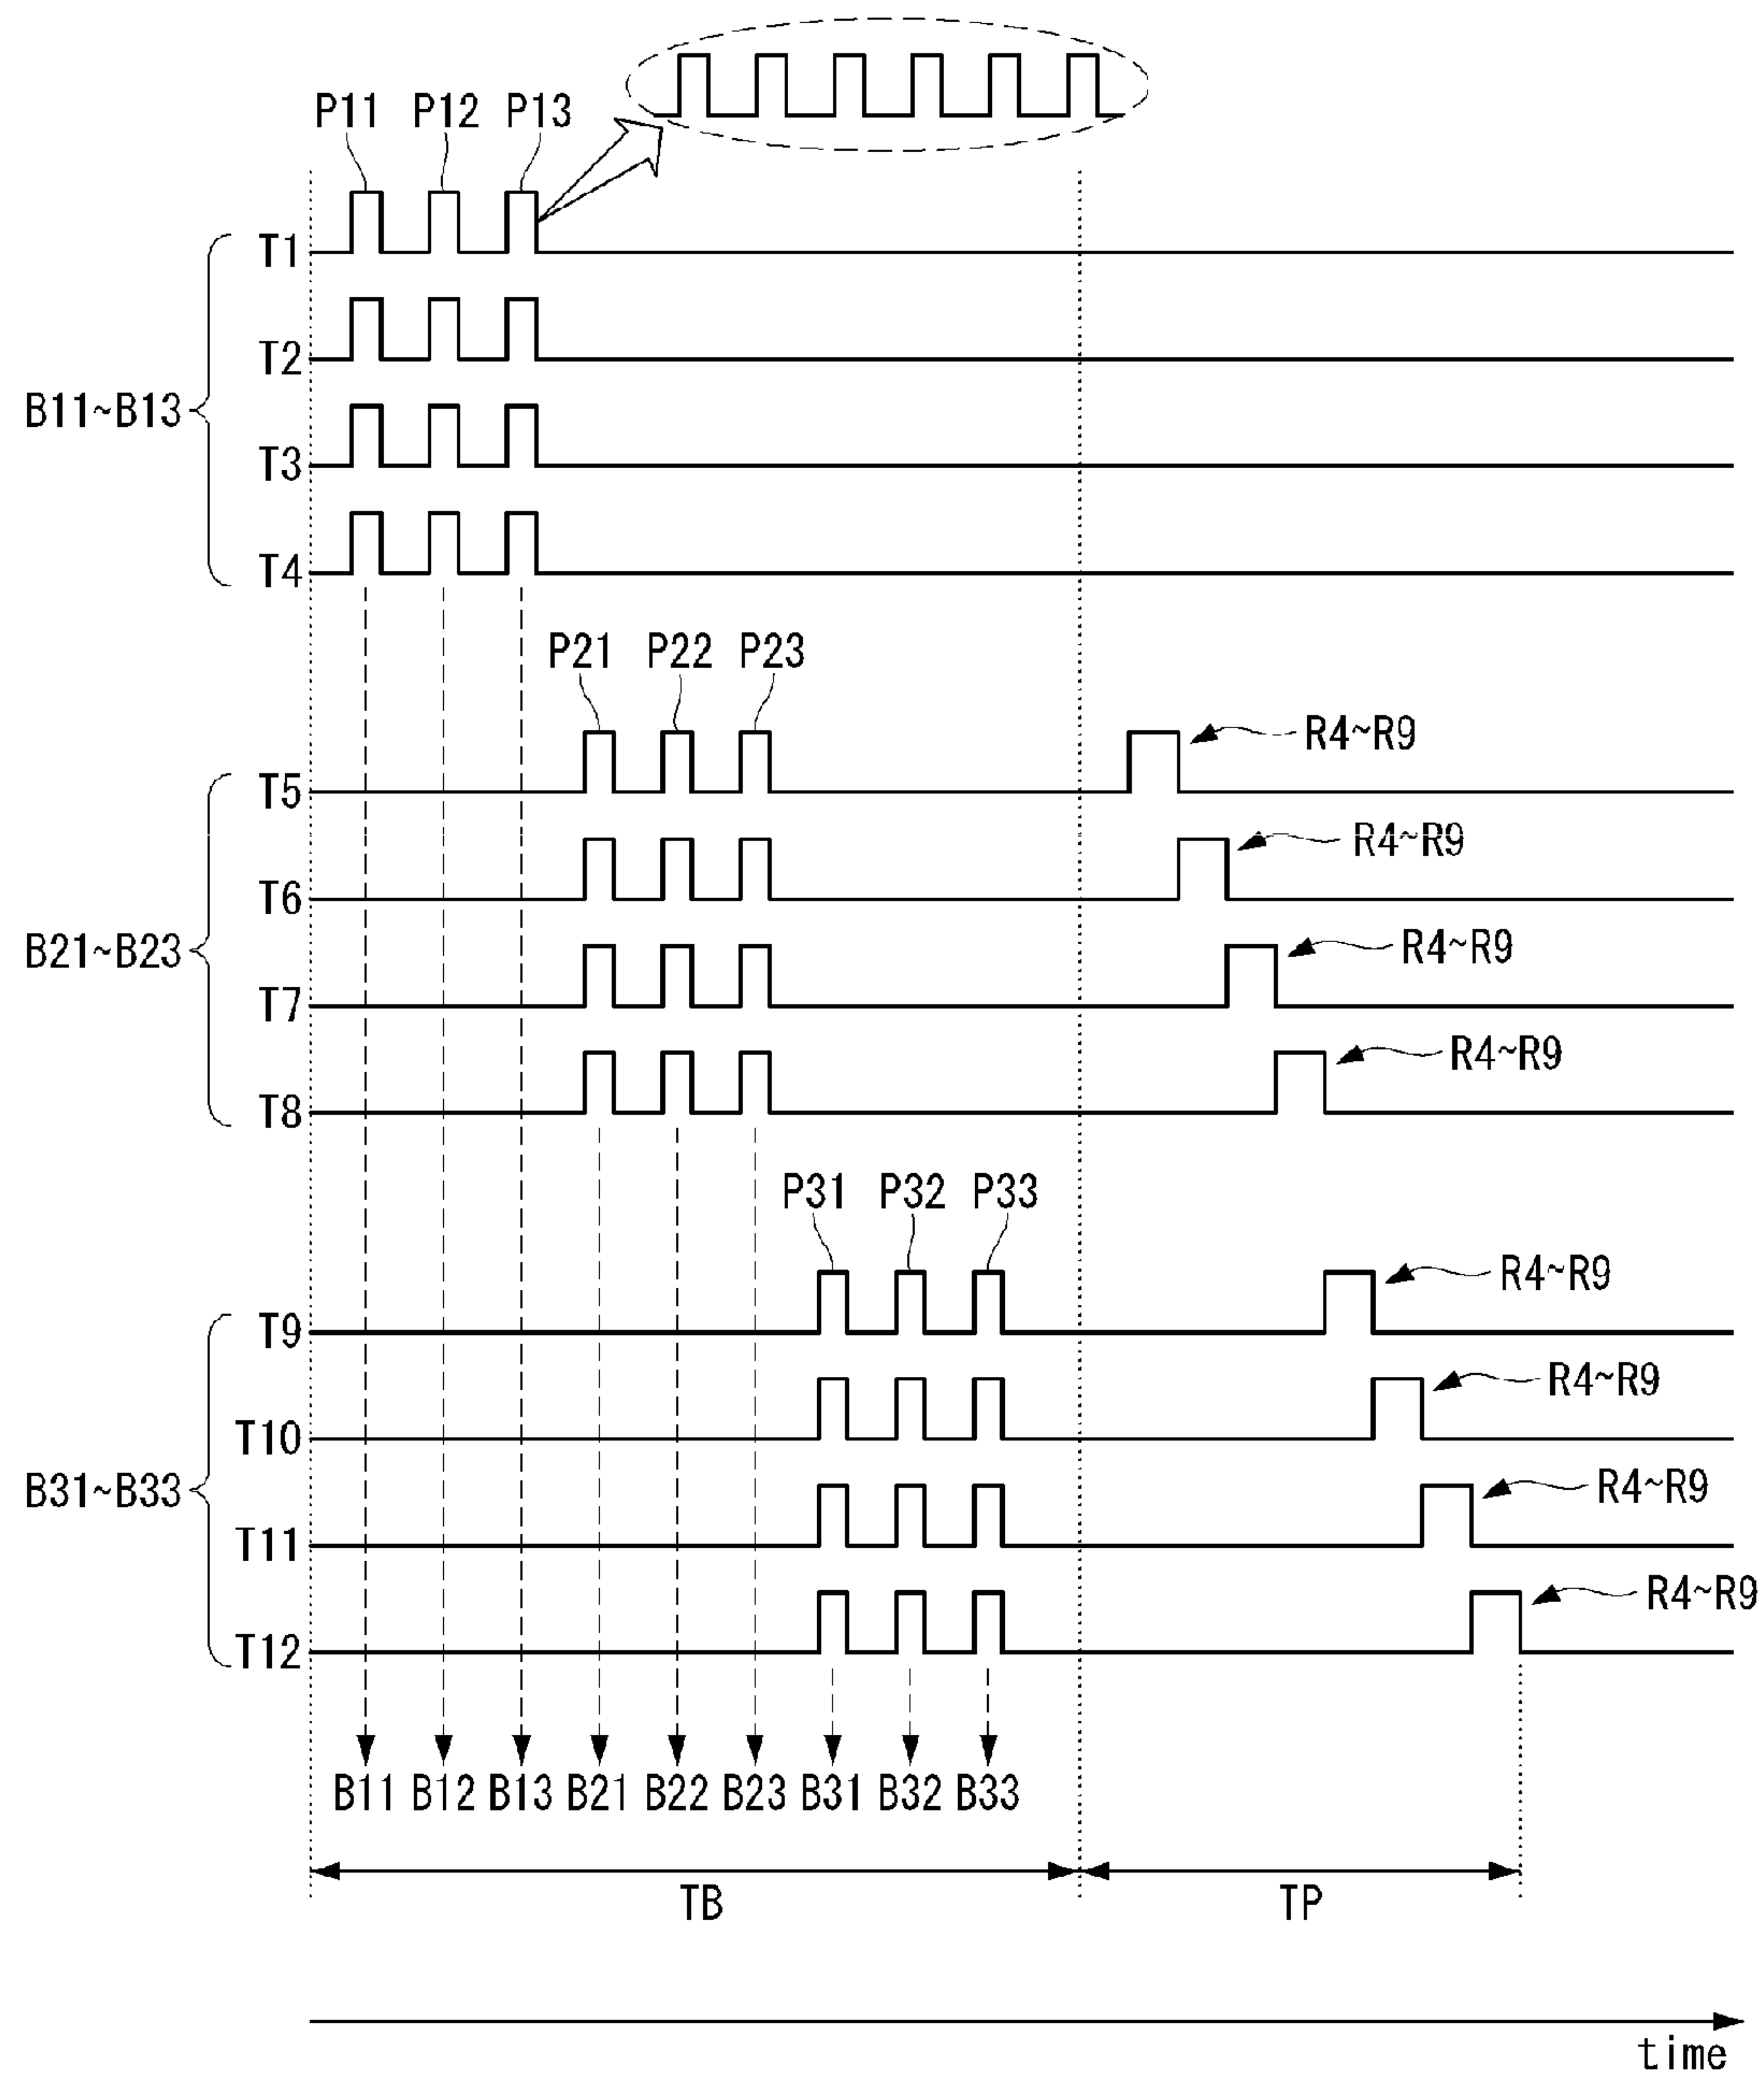 P11 P12 P13
T1
T2
B11~B13
T3
T4
P21 P22 P23
R4~R9
T5
R4~R9
T6
B21~B23
R4~R9
T7
R4~R9
T8
P31 P32 P33
R4~R9
T9
R4~R9
T10
B31~B33
R4~R9
T11
R4~R9
T12
B11 B12 B13 B21 B22 B23 B31 B32 B33
TB TP
time